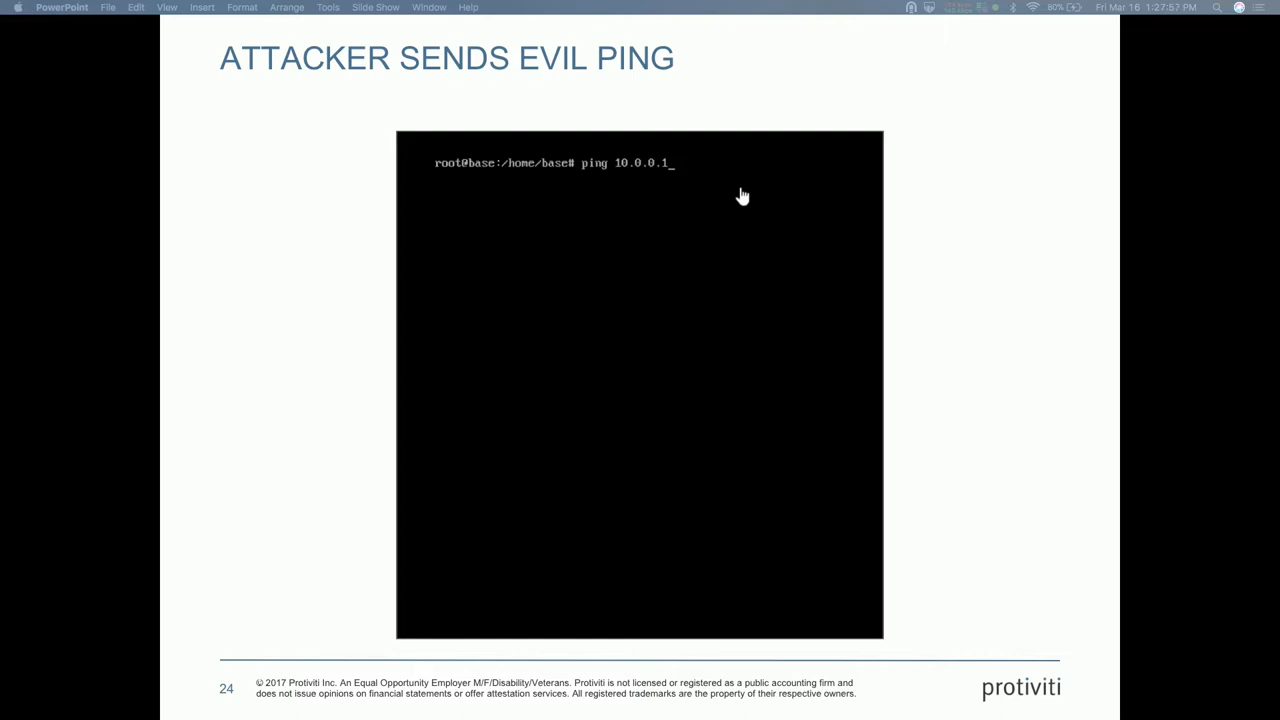 PowerPoint File Edit View Insert Format Arrange Tools Slide Show Window Help 80% Fri Mar 16 1:27:57 PM
ATTACKER SENDS EVIL PING
root@base:/home/base# ping 10.0.0.1_
24
© 2017 Protiviti Inc. An Equal Opportunity Employer M/F/Disability/Veterans. Protiviti is not licensed or registered as a public accounting firm and
does not issue opinions on financial statements or offer attestation services. All registered trademarks are the property of their respective owners.
protiviti